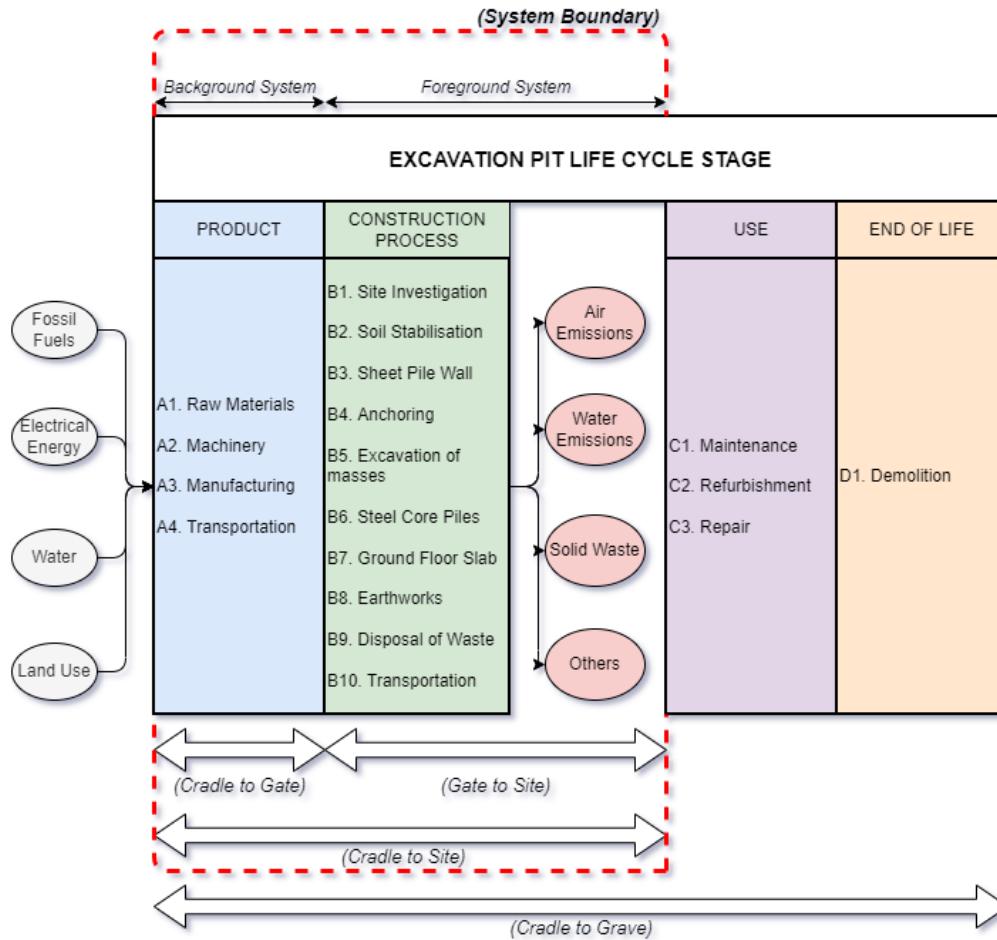 (System Boundary)
Background System
Foreground System
EXCAVATION PIT LIFE CYCLE STAGE
PRODUCT
CONSTRUCTION
PROCESS
USE
END OF LIFE
Fossil
Fuels
Electrical
Energy
Water
Land Use
A1. Raw Materials
A2. Machinery
A3. Manufacturing
A4. Transportation
B1. Site Investigation
B2. Soil Stabilisation
B3. Sheet Pile Wall
B4. Anchoring
B5. Excavation of
masses
B6. Steel Core Piles
B7. Ground Floor Slab
B8. Earthworks
B9. Disposal of Waste
B10. Transportation
Air
Emissions
Water
Emissions
Solid Waste
Others
C1. Maintenance
C2. Refurbishment
C3. Repair
D1. Demolition
(Cradle to Gate)
(Gate to Site)
(Cradle to Site)
(Cradle to Grave)